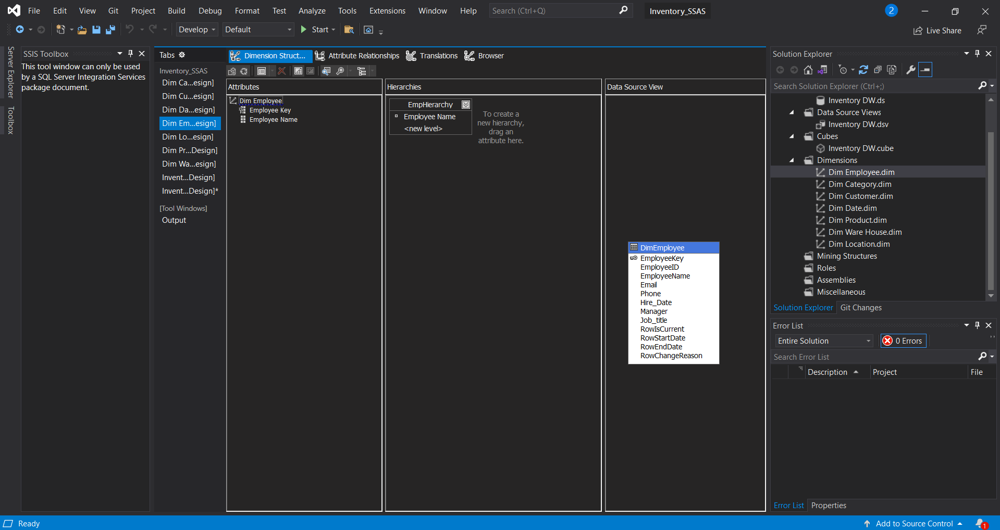 File Edit View Git Project Build Debug Format Test Analyze Tools Extensions Window Help Search (Ctrl+Q) Inventory_SSAS 2
Develop Default Start Live Share
Server Explorer
Toolbox
SSIS Toolbox
This tool window can only be used
by a SQL Server Integration Services
package document.
Tabs
Inventory_SSAS
Dim Ca...esign]
Dim Cu...esign]
Dim Da...esign]
Dim Em...esign]
Dim Lo...esign]
Dim Pr...Design]
Dim Wa...esign]
Invent...Design]
Invent...Design]*
[Tool Windows]
Output
Dimension Struct... Attribute Relationships Translations Browser
Attributes
Dim Employee
Employee Key
Employee Name
Hierarchies
EmpHierarchy
Employee Name
<new level>
To create a
new hierarchy,
drag an
attribute here.
Data Source View
DimEmployee
EmployeeKey
EmployeeID
EmployeeName
Email
Phone
Hire_Date
Manager
Job_title
RowIsCurrent
RowStartDate
RowEndDate
RowChangeReason
Solution Explorer
Search Solution Explorer (Ctrl+;)
Inventory DW.ds
Data Source Views
Inventory DW.dsv
Cubes
Inventory DW.cube
Dimensions
Dim Employee.dim
Dim Category.dim
Dim Customer.dim
Dim Date.dim
Dim Product.dim
Dim Ware House.dim
Dim Location.dim
Mining Structures
Roles
Assemblies
Miscellaneous
Solution Explorer Git Changes
Error List
Entire Solution 0 Errors
Search Error List
Description Project File
Error List Properties
Ready Add to Source Control 1